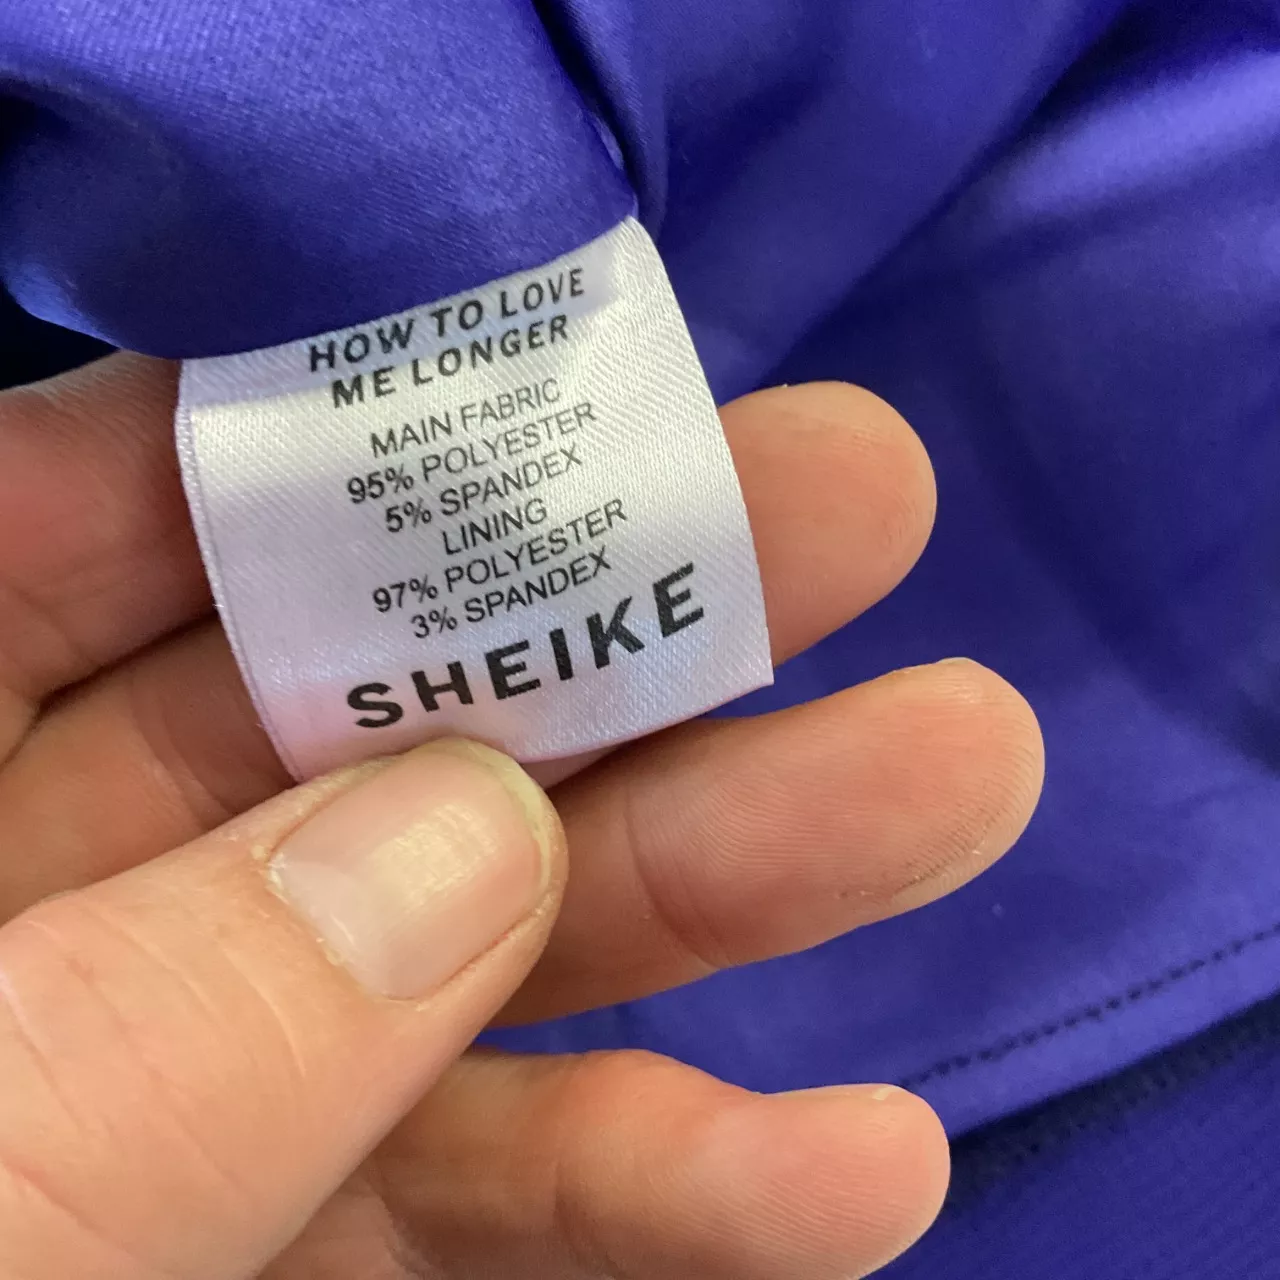 HOW TO LOVE
ME LONGER
MAIN FABRIC
95% POLYESTER
5% SPANDEX
LINING
97% POLYESTER
3% SPANDEX
SHEIKE